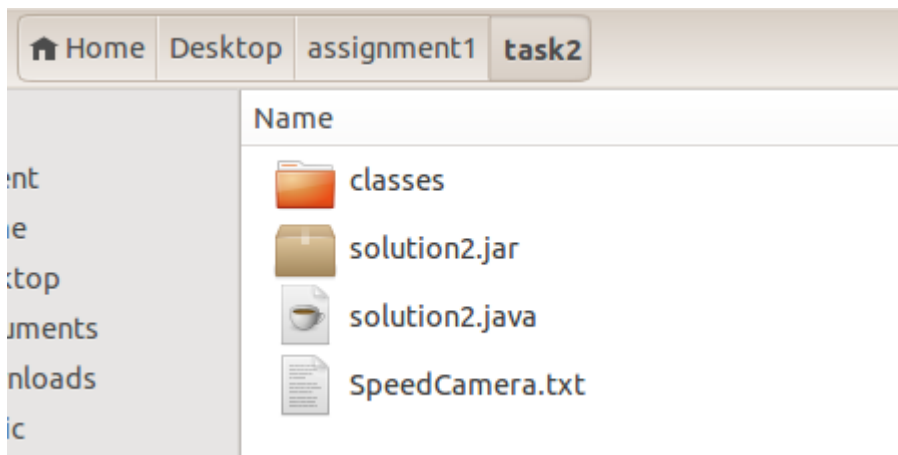 Home Desktop assignment1 task2
Name
classes
solution2.jar
solution2.java
SpeedCamera.txt